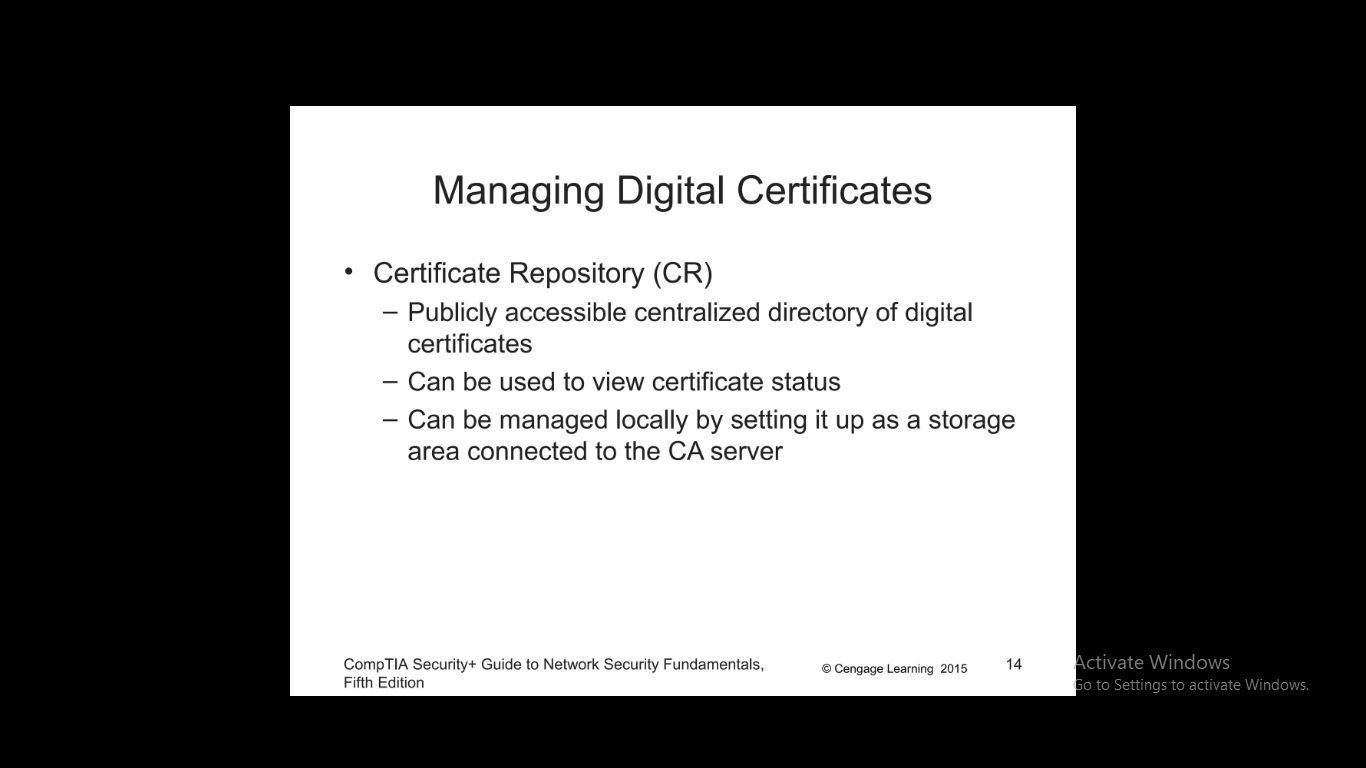 Managing Digital Certificates
• Certificate Repository (CR)
– Publicly accessible centralized directory of digital
certificates
– Can be used to view certificate status
– Can be managed locally by setting it up as a storage
area connected to the CA server
CompTIA Security+ Guide to Network Security Fundamentals,
Fifth Edition
© Cengage Learning 2015
14
Activate Windows
Go to Settings to activate Windows.